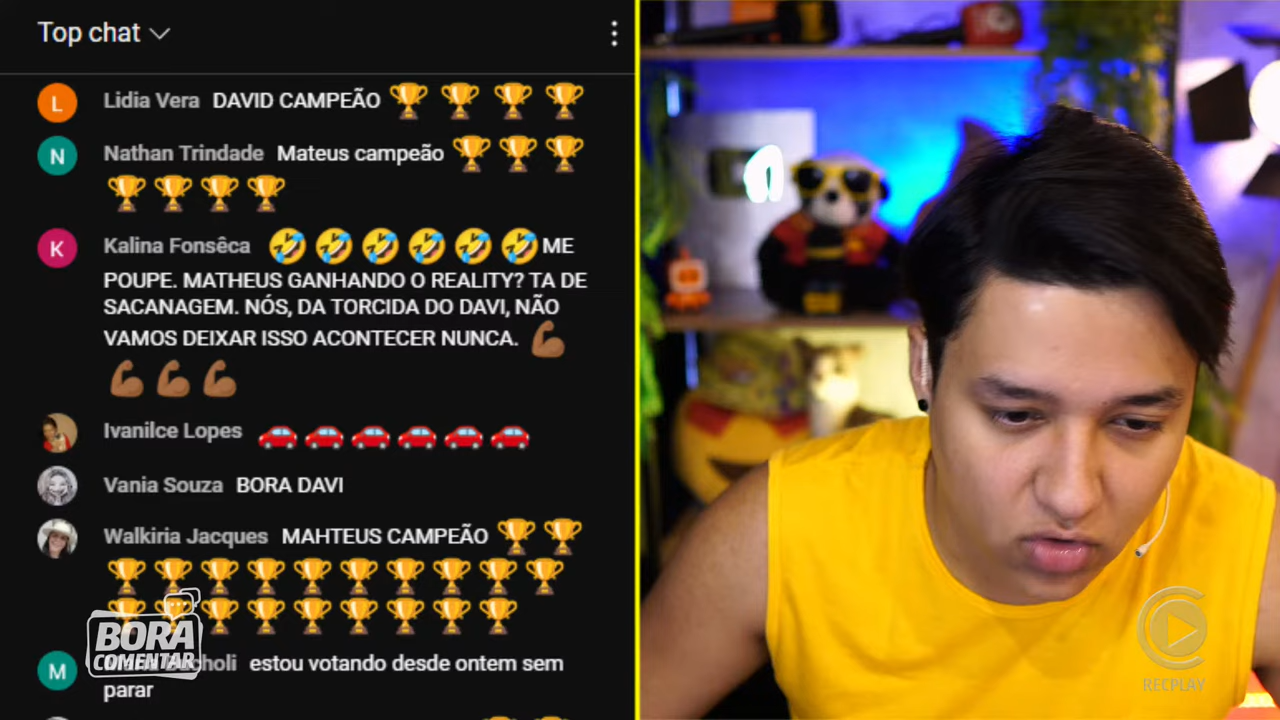 Top chat
L Lidia Vera DAVID CAMPEÃO 🏆 🏆 🏆 🏆
N Nathan Trindade Mateus campeão 🏆 🏆 🏆
🏆 🏆 🏆 🏆
K Kalina Fonsêca 🤣 🤣 🤣 🤣 🤣 🤣 ME
POUPE. MATHEUS GANHANDO O REALITY? TA DE
SACANAGEM. NÓS, DA TORCIDA DO DAVI, NÃO
VAMOS DEIXAR ISSO ACONTECER NUNCA. 💪🏾
💪🏾 💪🏾 💪🏾
Ivanilce Lopes 🚗 🚗 🚗 🚗 🚗 🚗
Vania Souza BORA DAVI
Walkiria Jacques MAHTEUS CAMPEÃO 🏆 🏆
🏆 🏆 🏆 🏆 🏆 🏆 🏆 🏆 🏆 🏆
🏆 🏆 🏆 🏆 🏆 🏆 🏆 🏆 🏆
M estou votando desde ontem sem
parar
BORA
COMENTAR
RECPLAY